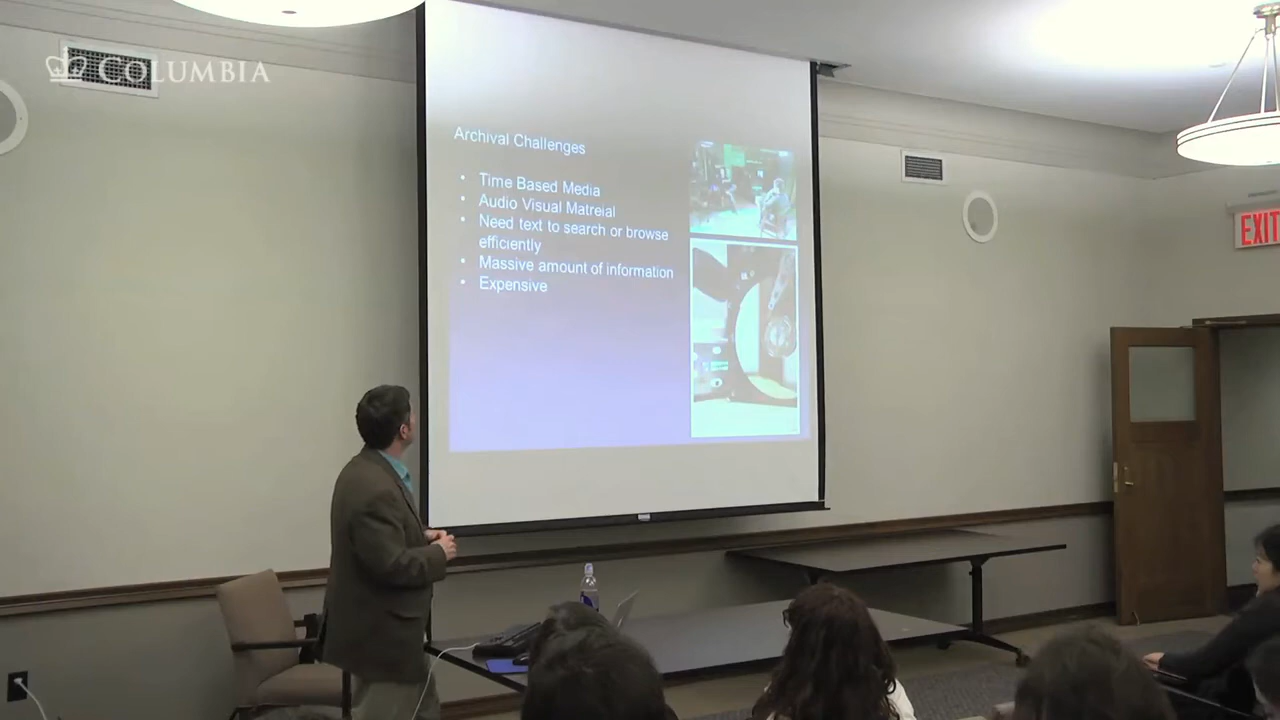 COLUMBIA
Archival Challenges
• Time Based Media
• Audio Visual Matreial
• Need text to search or browse
efficiently
• Massive amount of information
• Expensive
EXIT